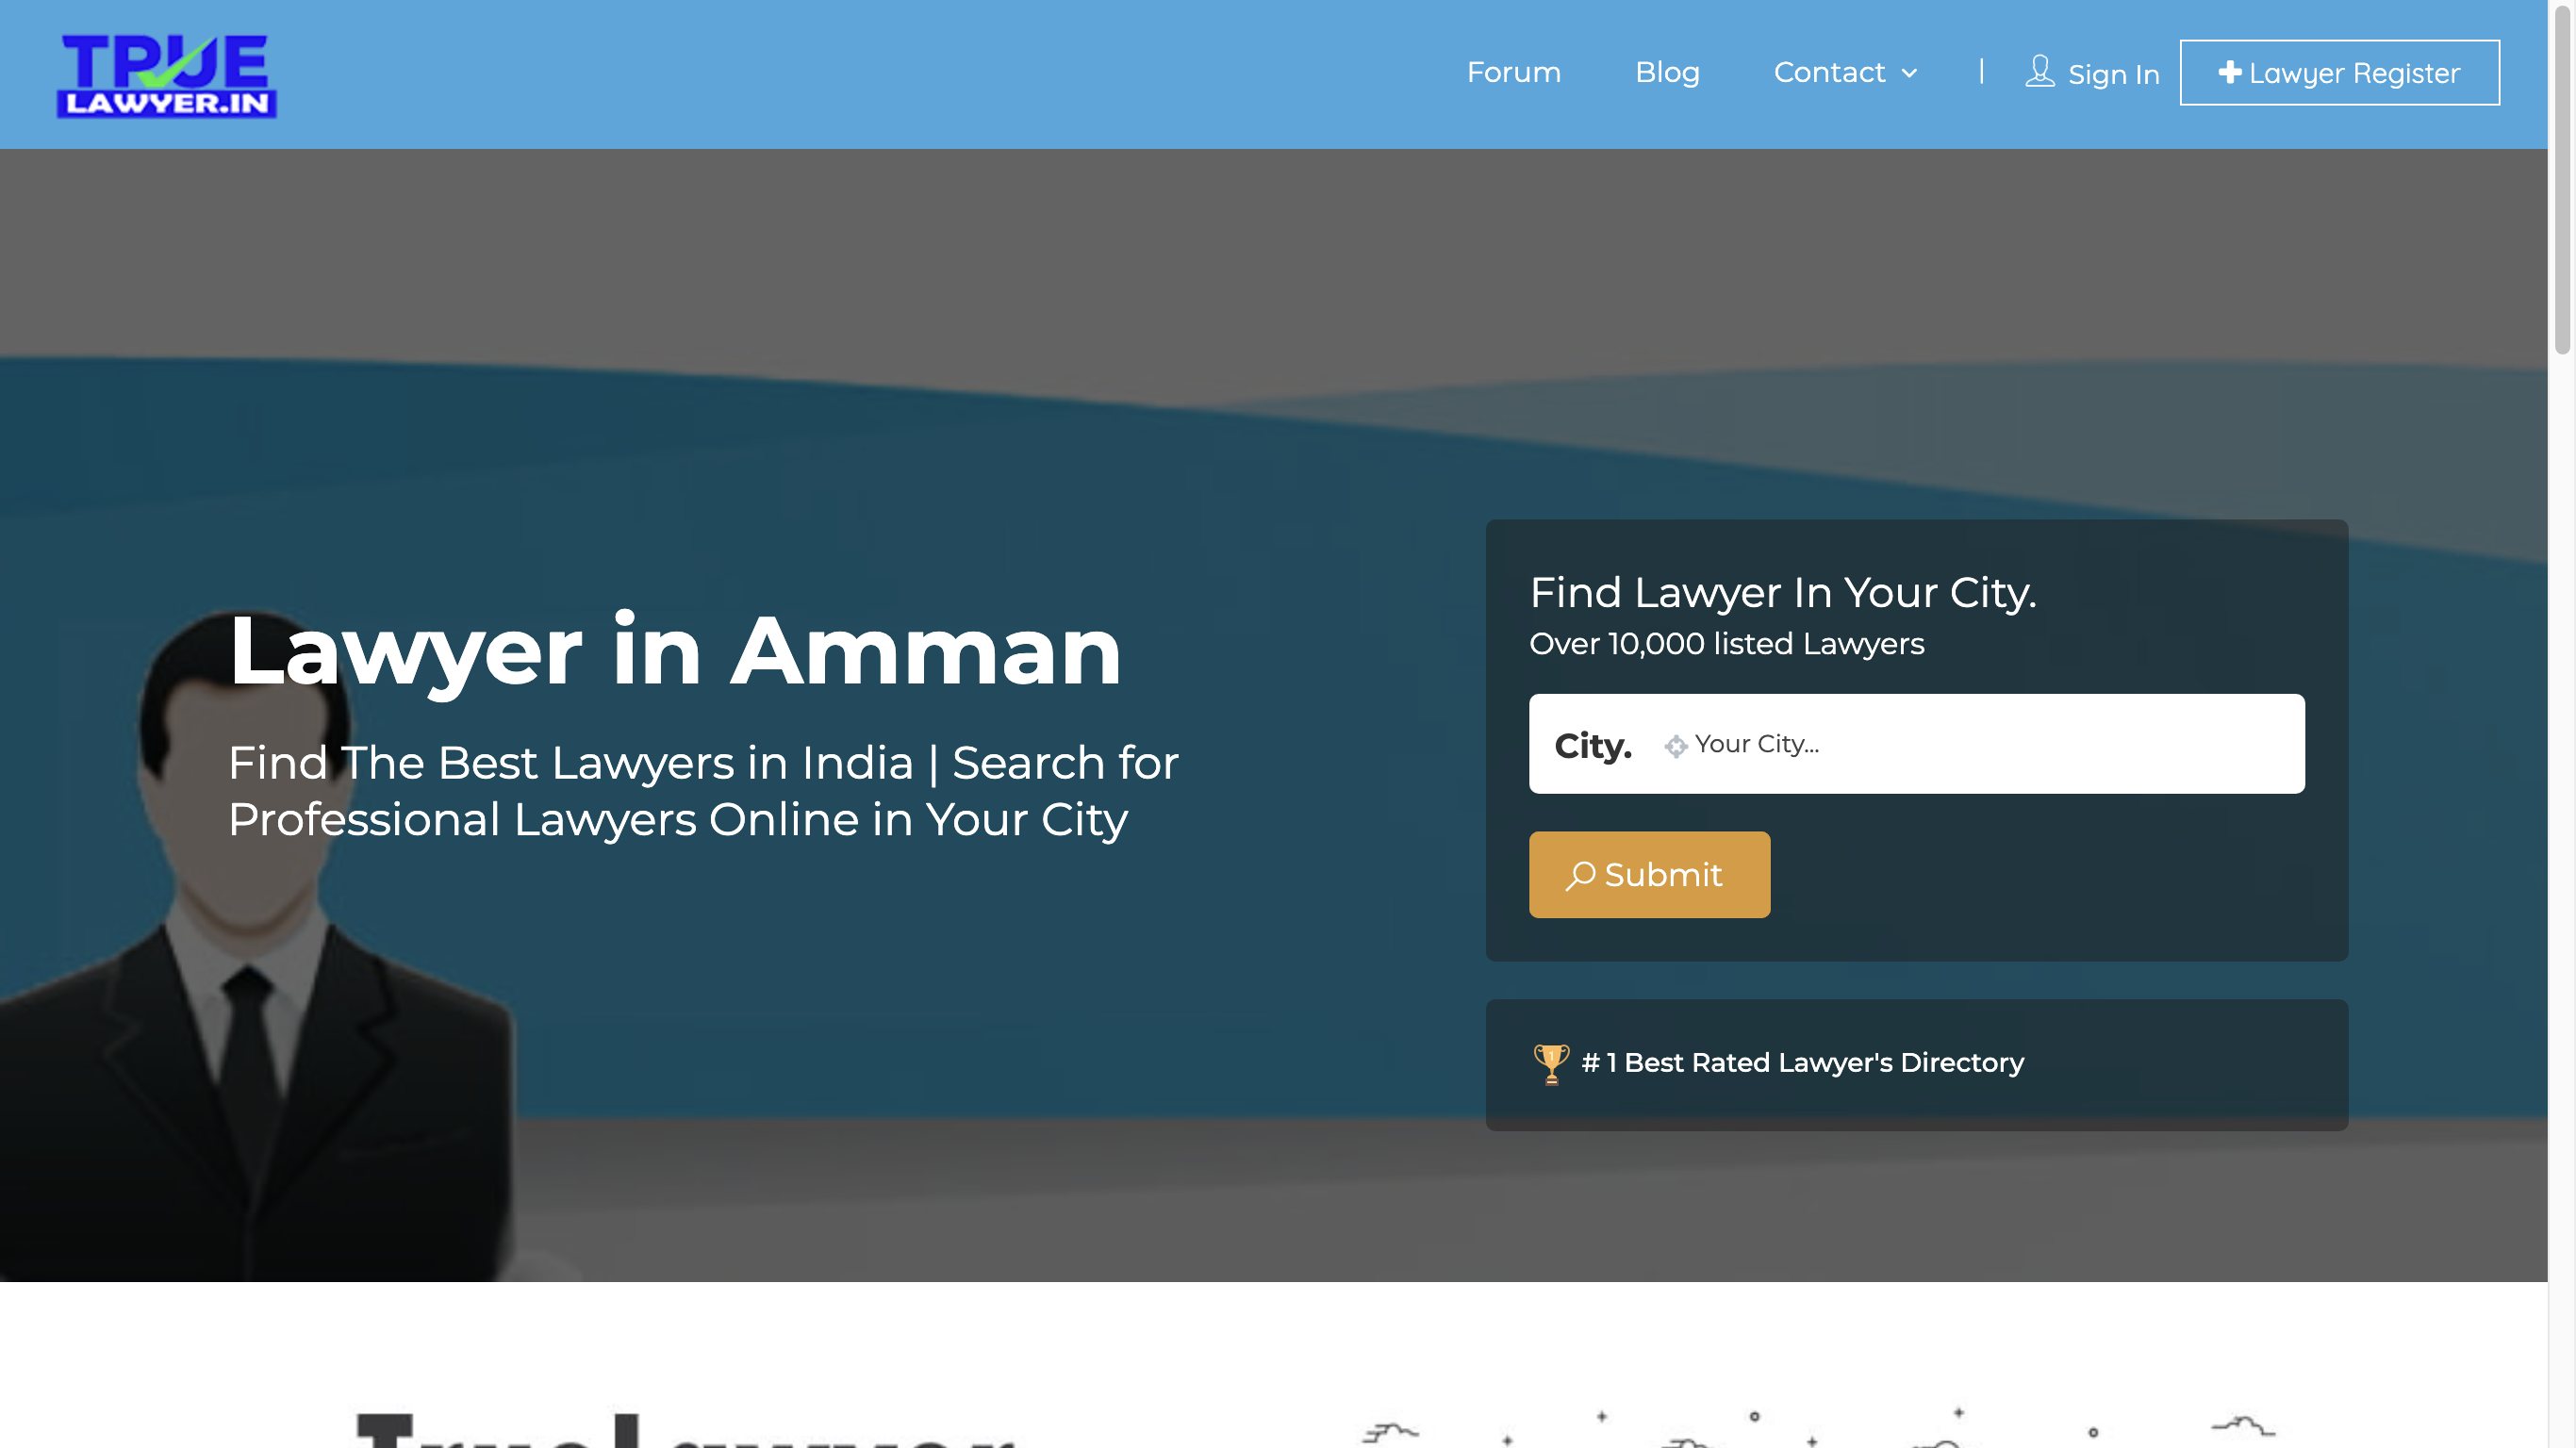 TRUE
LAWYER.IN
Forum
Blog
Contact
|
Sign In
Lawyer Register
Lawyer in Amman
Find The Best Lawyers in India | Search for
Professional Lawyers Online in Your City
Find Lawyer In Your City.
Over 10,000 listed Lawyers
City.
Your City...
Submit
# 1 Best Rated Lawyer's Directory
TrueLawyer